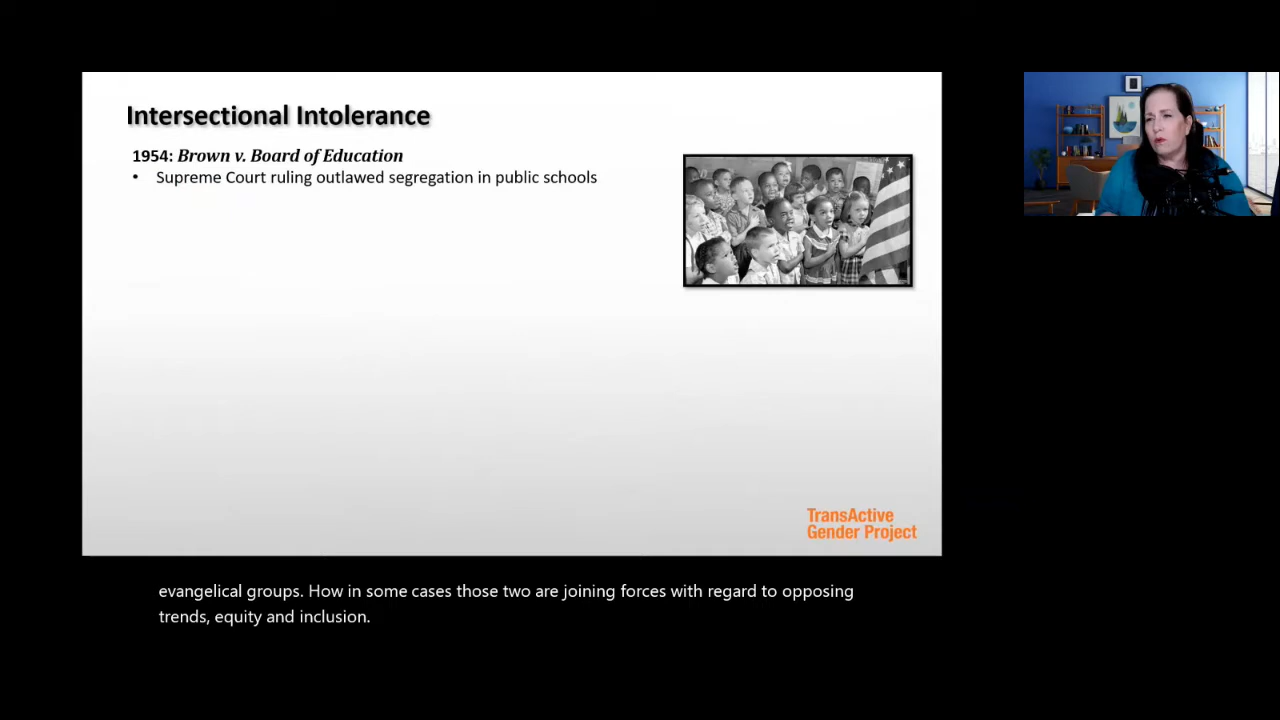 Intersectional Intolerance
1954: Brown v. Board of Education
• Supreme Court ruling outlawed segregation in public schools
TransActive
Gender Project
evangelical groups. How in some cases those two are joining forces with regard to opposing
trends, equity and inclusion.